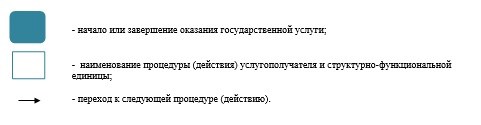 - начало или завершение оказания государственной услуги;
- наименование процедуры (действия) услугополучателя и структурно-функциональной
единицы;
- переход к следующей процедуре (действию).